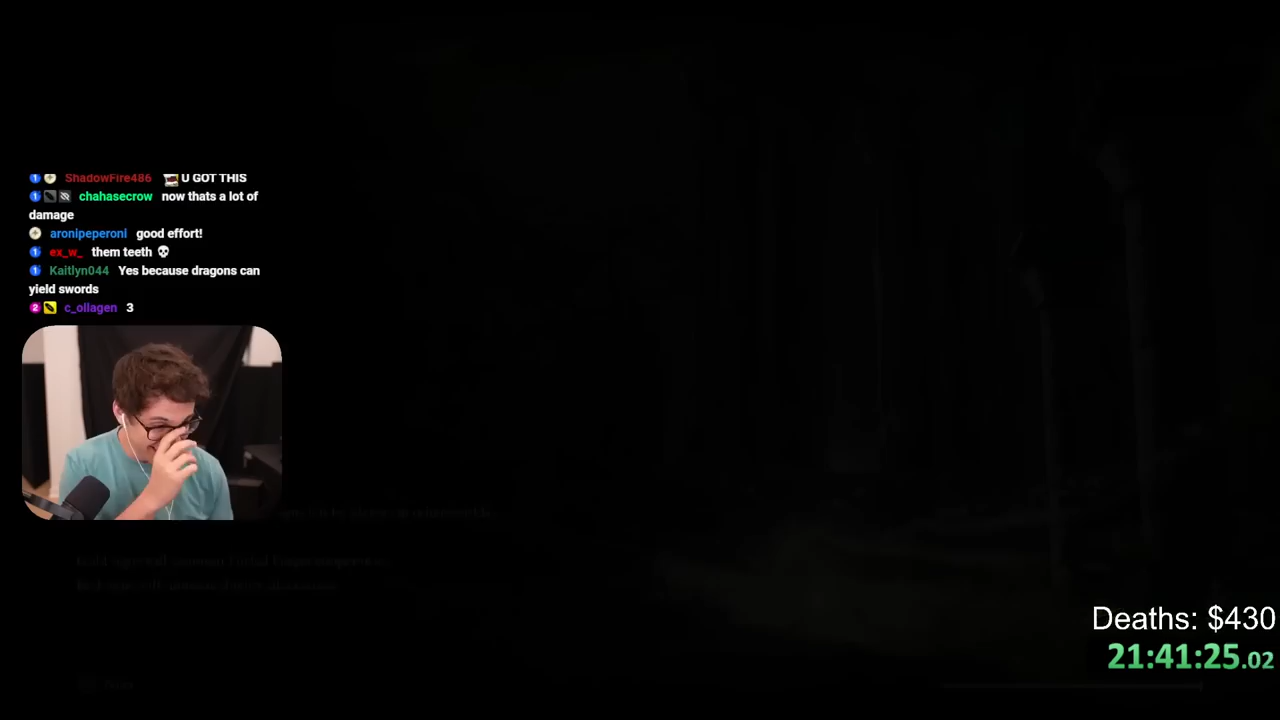 ShadowFire486 U GOT THIS
chahasecrow now thats a lot of
damage
aronipeperoni good effort!
ex_w_ them teeth 💀
Kaitlyn044 Yes because dragons can
yield swords
c_ollagen 3
Deaths: $430
21:41:25.02